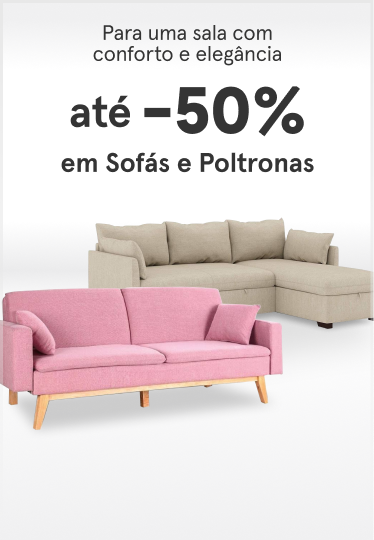 Para uma sala com
conforto e elegância
até -50%
em Sofás e Poltronas